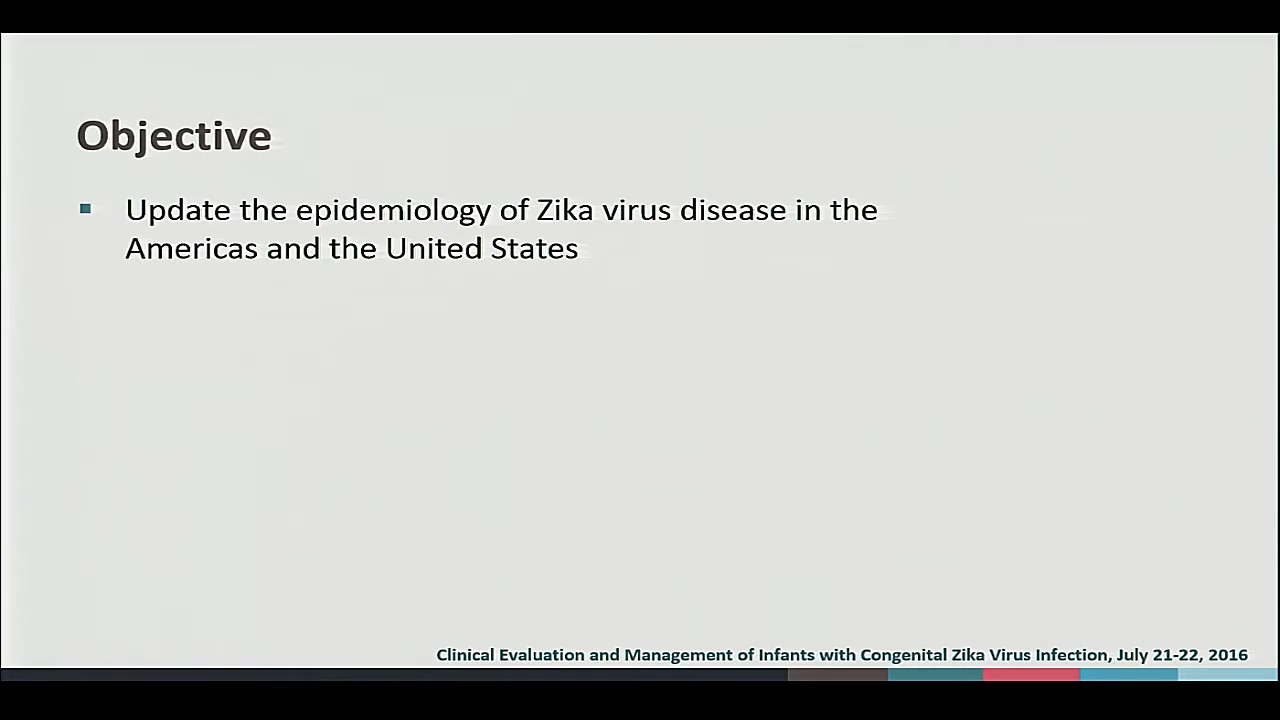 Objective
Update the epidemiology of Zika virus disease in the
Americas and the United States
Clinical Evaluation and Management of Infants with Congenital Zika Virus Infection, July 21-22, 2016